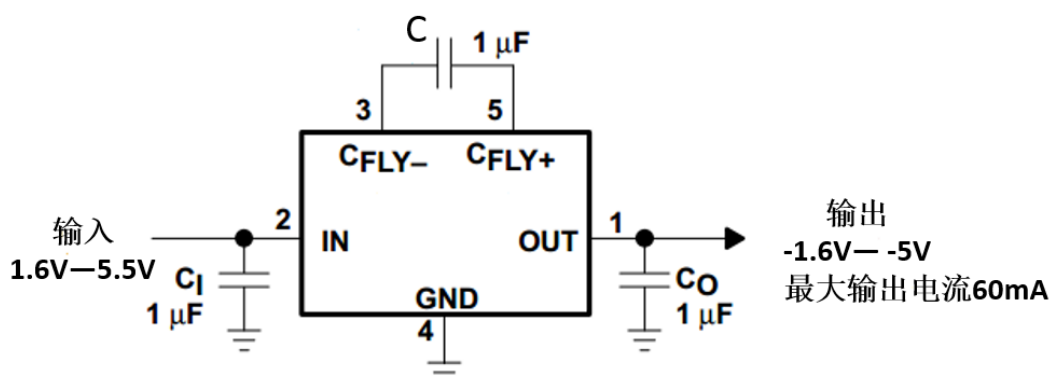 C
1 μF
3
5
CFLY–
CFLY+
输入
1.6V—5.5V
2
IN
OUT
1
输出
-1.6V— -5V
最大输出电流60mA
CI
1 μF
GND
4
CO
1 μF